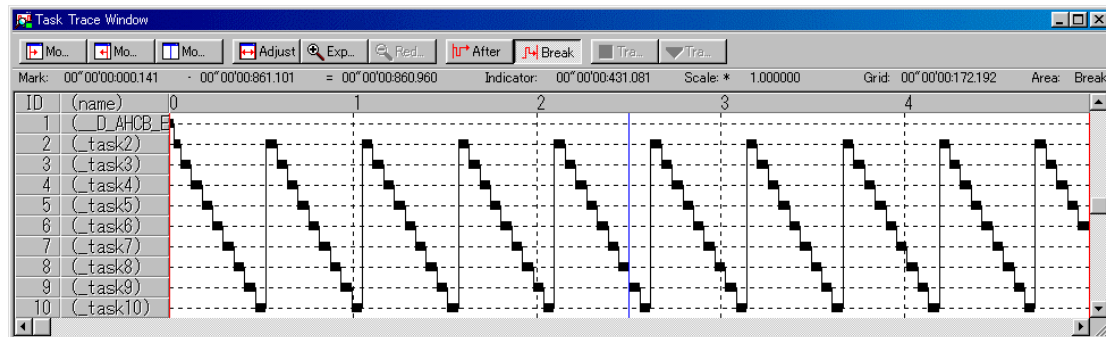 Task Trace Window
Mo... Mo... Mo... Adjust Exp... Red... After Break Tra... Tra...
Mark: 00"00'00:000.141 - 00"00'00:861.101 = 00"00'00:860.960 Indicator: 00"00'00:431.081 Scale: * 1.000000 Grid: 00"00'00:172.192 Area: Break
ID (name) 0 1 2 3 4
1 (__D_AHCB_E
2 (_task2)
3 (_task3)
4 (_task4)
5 (_task5)
6 (_task6)
7 (_task7)
8 (_task8)
9 (_task9)
10 (_task10)